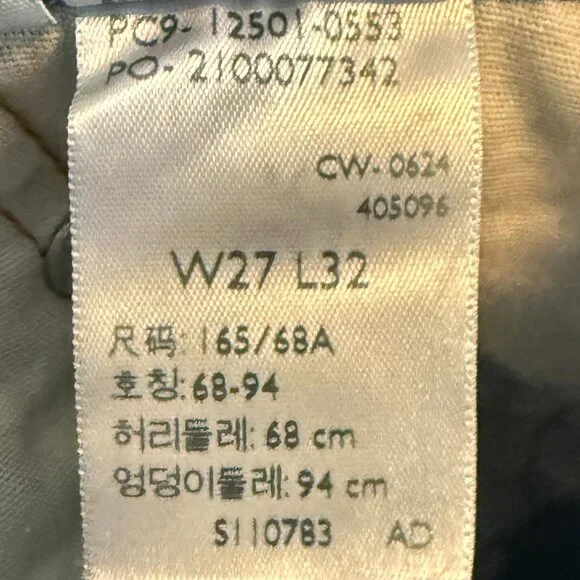 PC9-12501-0553
PO-2100077342
CW-0624
405096
W27 L32
尺码: 165/68A
호칭: 68-94
허리둘레: 68 cm
엉덩이둘레: 94 cm
S110783 AD